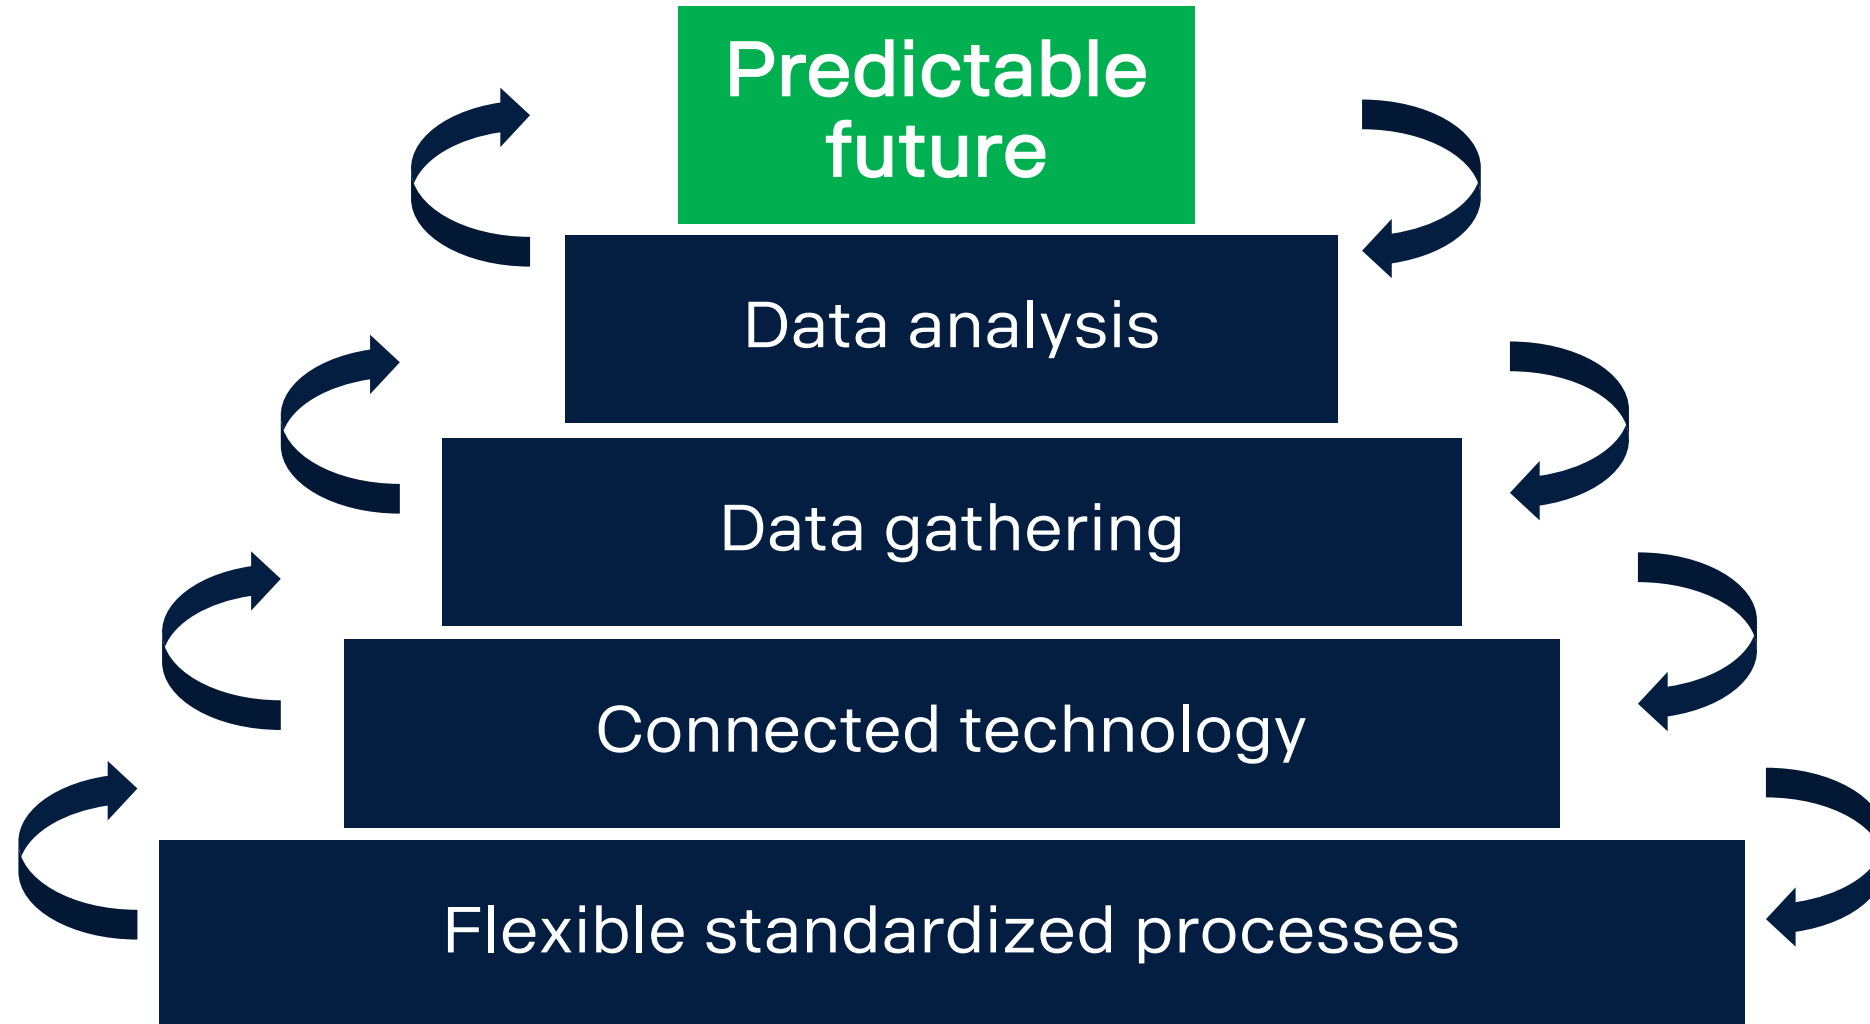 Predictable
future
Data analysis
Data gathering
Connected technology
Flexible standardized processes